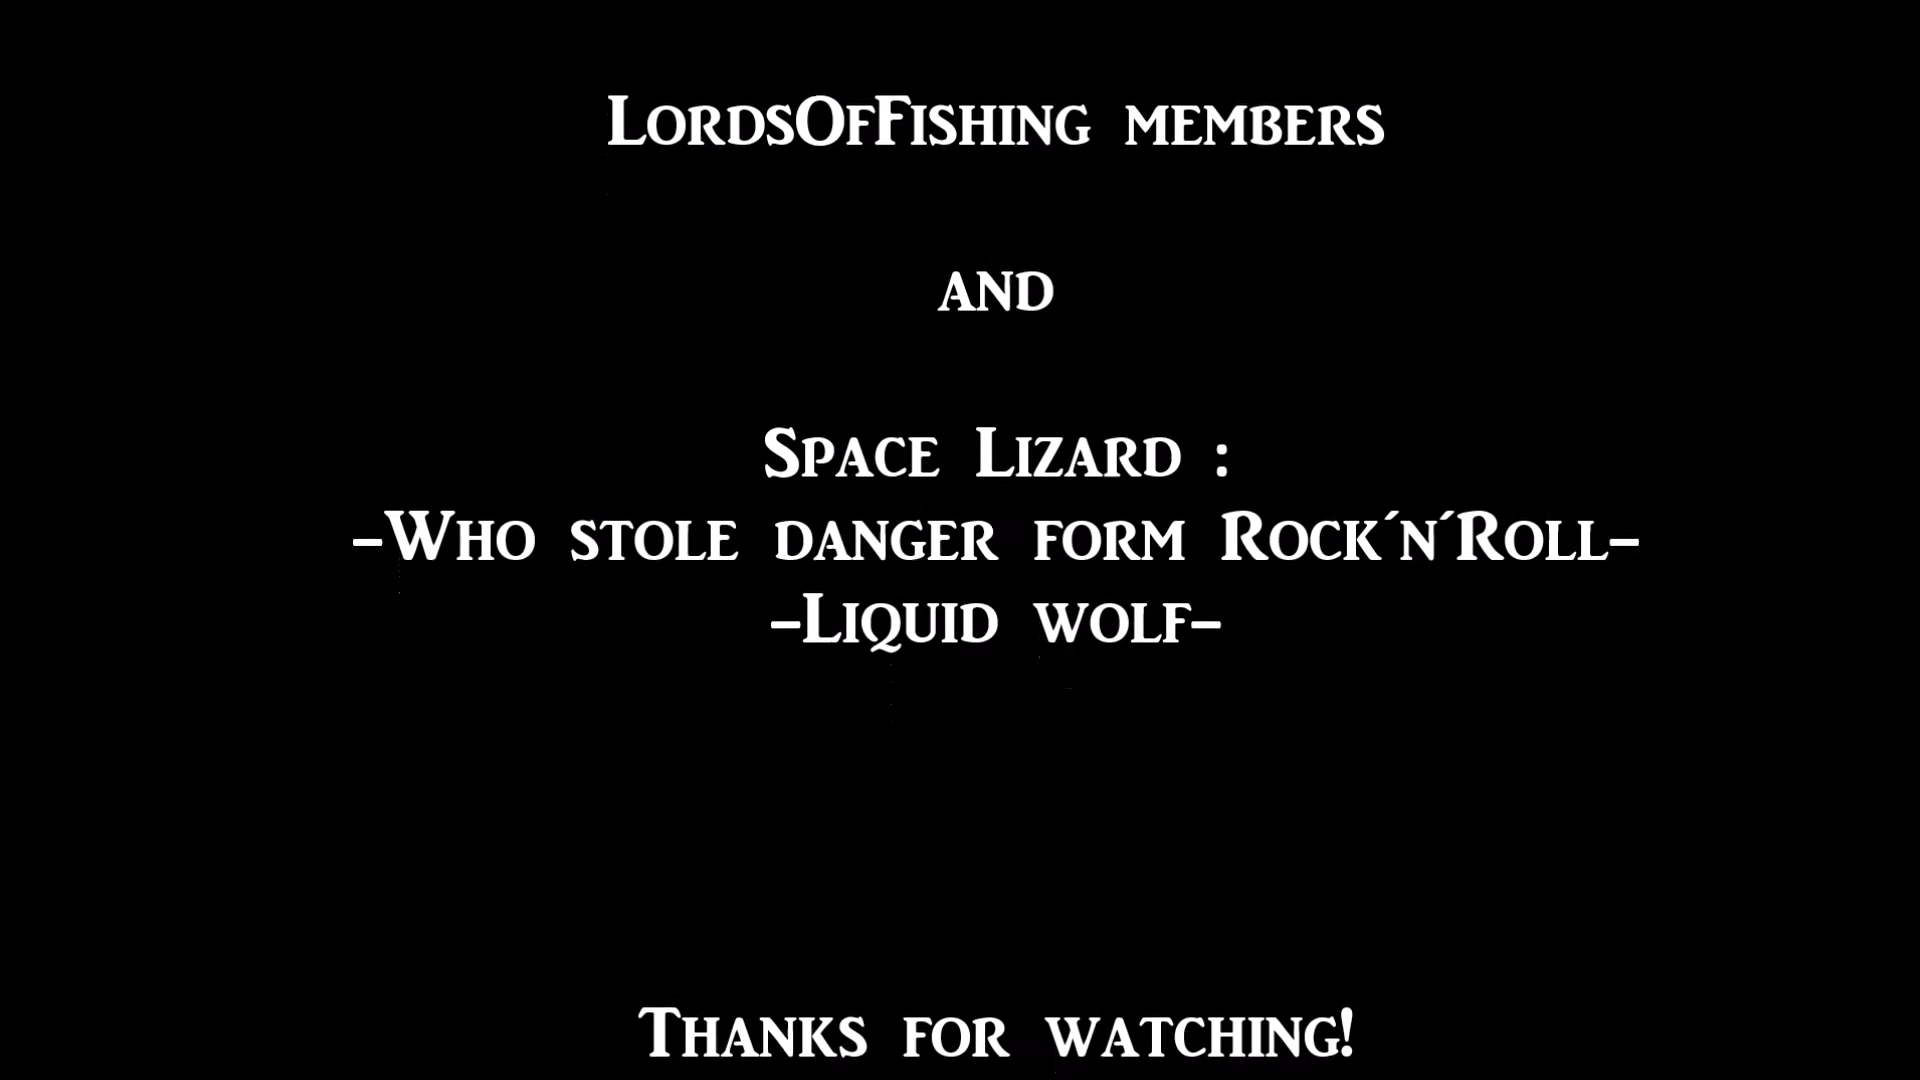 LordsOfFishing members
and
Space Lizard :
-Who stole danger form Rock´n´Roll-
-Liquid wolf-
Thanks for watching!